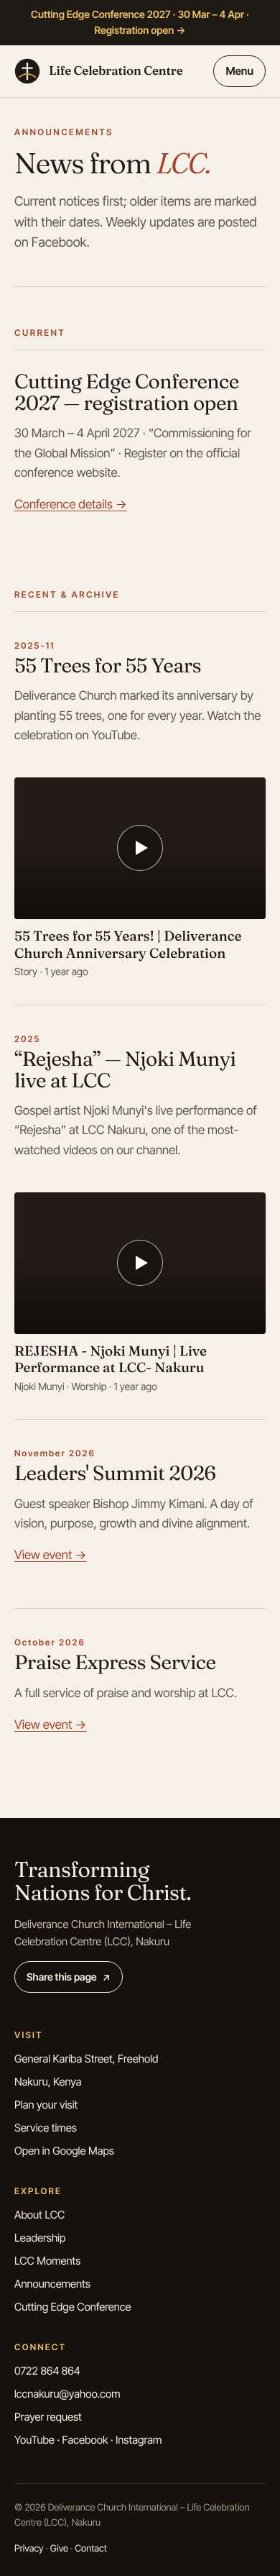 Cutting Edge Conference 2027 · 30 Mar – 4 Apr ·
Registration open →
Life Celebration Centre
Menu
ANNOUNCEMENTS
News from LCC.
Current notices first; older items are marked
with their dates. Weekly updates are posted
on Facebook.
CURRENT
Cutting Edge Conference
2027 — registration open
30 March – 4 April 2027 · “Commissioning for
the Global Mission” · Register on the official
conference website.
Conference details →
RECENT & ARCHIVE
2025-11
55 Trees for 55 Years
Deliverance Church marked its anniversary by
planting 55 trees, one for every year. Watch the
celebration on YouTube.
55 Trees for 55 Years! | Deliverance
Church Anniversary Celebration
Story · 1 year ago
2025
“Rejesha” — Njoki Munyi
live at LCC
Gospel artist Njoki Munyi's live performance of
“Rejesha” at LCC Nakuru, one of the most-
watched videos on our channel.
REJESHA - Njoki Munyi | Live
Performance at LCC- Nakuru
Njoki Munyi · Worship · 1 year ago
November 2026
Leaders' Summit 2026
Guest speaker Bishop Jimmy Kimani. A day of
vision, purpose, growth and divine alignment.
View event →
October 2026
Praise Express Service
A full service of praise and worship at LCC.
View event →
Transforming
Nations for Christ.
Deliverance Church International – Life
Celebration Centre (LCC), Nakuru
Share this page ↗
VISIT
General Kariba Street, Freehold
Nakuru, Kenya
Plan your visit
Service times
Open in Google Maps
EXPLORE
About LCC
Leadership
LCC Moments
Announcements
Cutting Edge Conference
CONNECT
0722 864 864
lccnakuru@yahoo.com
Prayer request
YouTube · Facebook · Instagram
© 2026 Deliverance Church International – Life Celebration
Centre (LCC), Nakuru
Privacy · Give · Contact